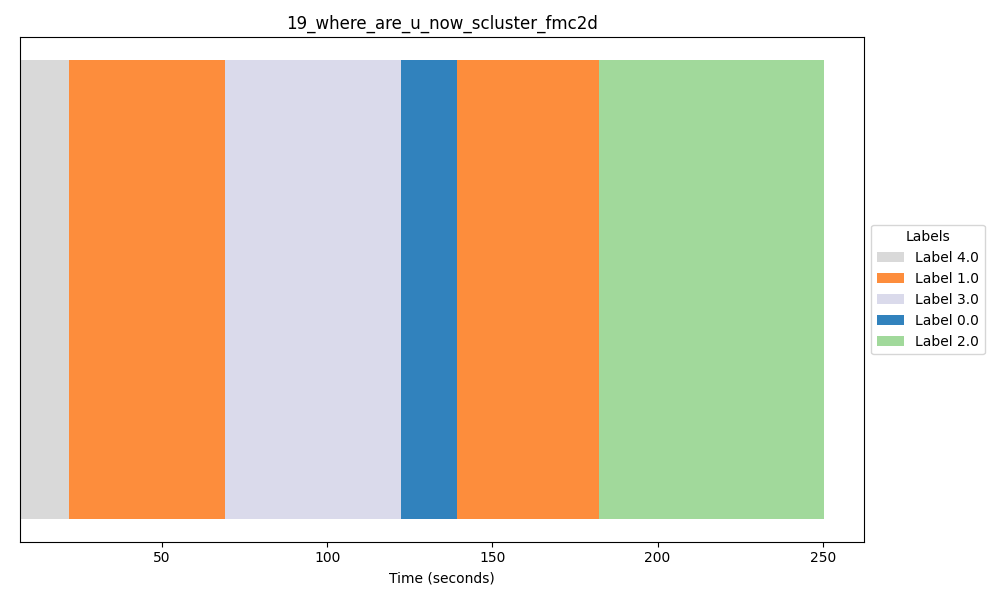 19_where_are_u_now_scluster_fmc2d
Labels
Label 4.0
Label 1.0
Label 3.0
Label 0.0
Label 2.0
50 100 150 200 250
Time (seconds)